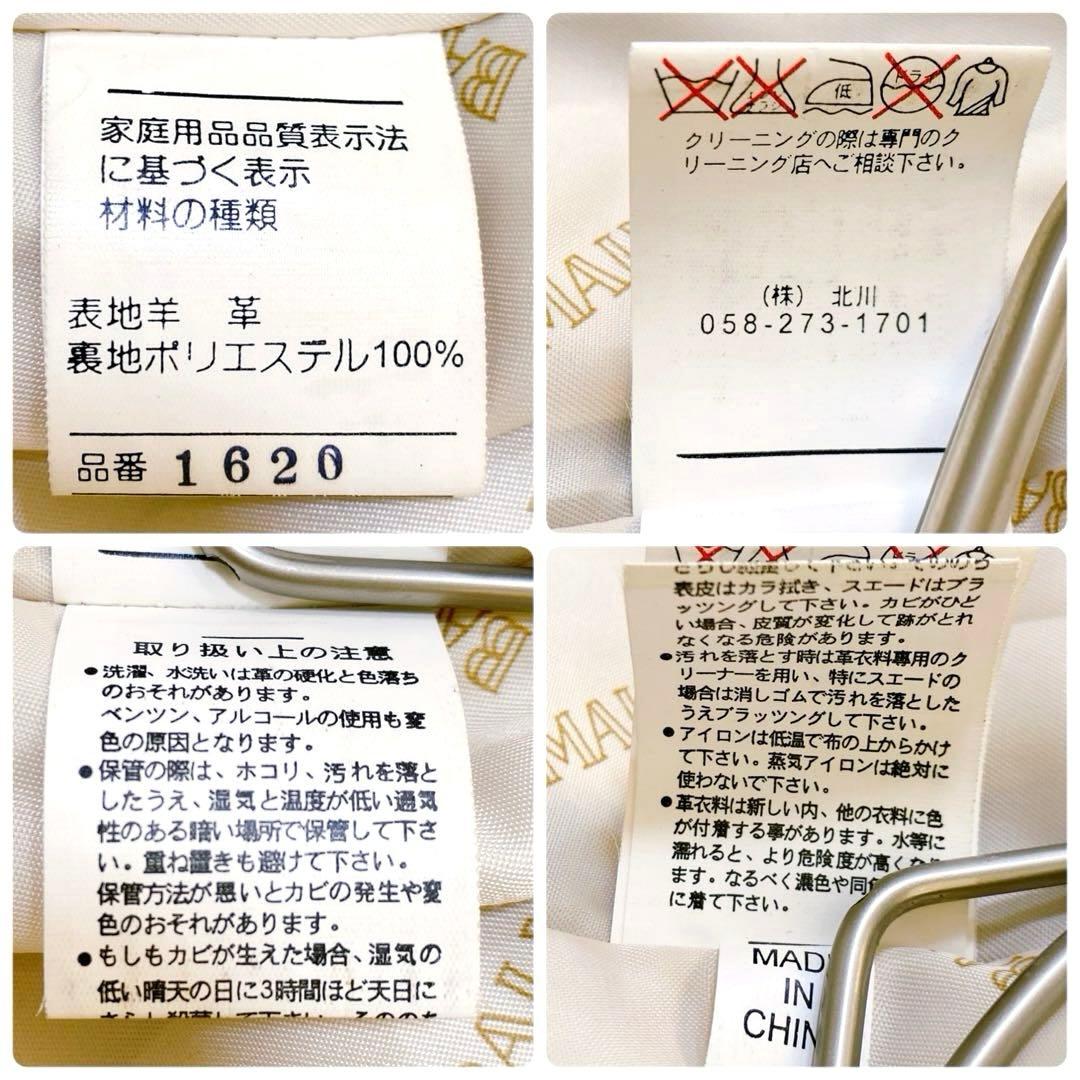 家庭用品品質表示法
に基づく表示
材料の種類
表地羊 革
裏地ポリエステル100%
品番 1620
低
ドライ
クリーニングの際は専門のク
リーニング店へご相談下さい。
(株) 北川
058-273-1701
取り扱い上の注意
●洗濯、水洗いは革の硬化と色落ち
のおそれがあります。
ベンツン、アルコールの使用も変
色の原因となります。
●保管の際は、ホコリ、汚れを落と
したうえ、湿気と温度が低い通気
性のある暗い場所で保管して下さ
い。重ね置きも避けて下さい。
保管方法が悪いとカビの発生や変
色のおそれがあります。
●もしもカビが生えた場合、湿気の
低い晴天の日に3時間ほど天日に
表皮はカラ拭き、スエードはブラ
ッツングして下さい。カビがひど
い場合、皮質が変化して跡がとれ
なくなる危険があります。
●汚れを落とす時は革衣料専用のク
リーナーを用い、特にスエードの
場合は消しゴムで汚れを落とした
うえブラッツングして下さい。
●アイロンは低温で布の上からかけ
て下さい。蒸気アイロンは絶対に
使わないで下さい。
●革衣料は新しい内、他の衣料に色
が付着する事があります。水等に
濡れると、より危険度が高くな
ます。なるべく濃色や同色
に着て下さい。
MAD
IN
CHIN